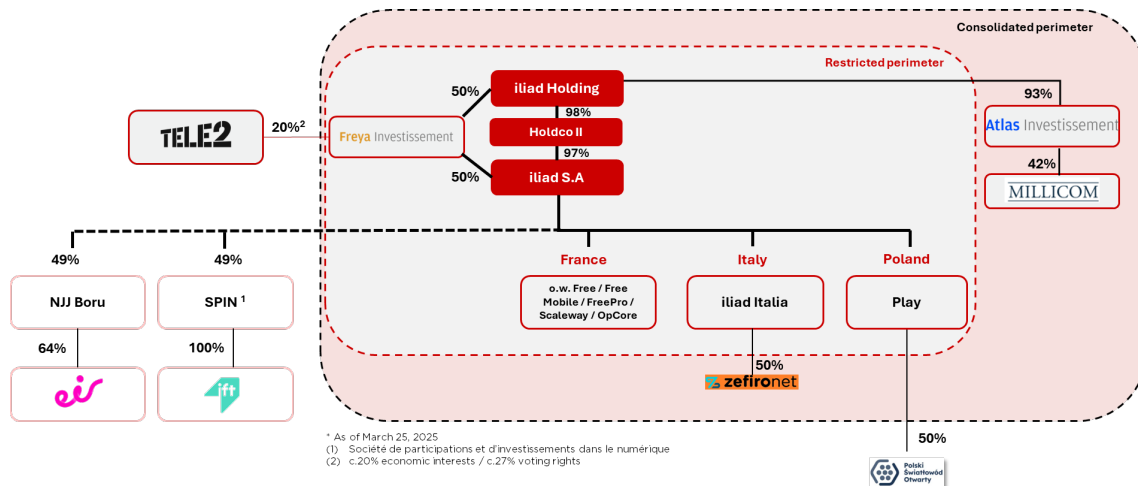 Consolidated perimeter
Restricted perimeter
iliad Holding
50%
98%
93%
TELE2
20%²
Freya Investissement
Holdco II
Atlas Investissement
97%
50%
iliad S.A
42%
MILLICOM
49%
49%
France
Italy
Poland
NJJ Boru
SPIN ¹
o.w. Free / Free
Mobile / FreePro /
Scaleway / OpCore
iliad Italia
Play
64%
100%
50%
eir
ift
zefironet
50%
* As of March 25, 2025
(1) Société de participations et d'investissements dans le numérique
(2) c.20% economic interests / c.27% voting rights
Polski
Światłowód
Otwarty